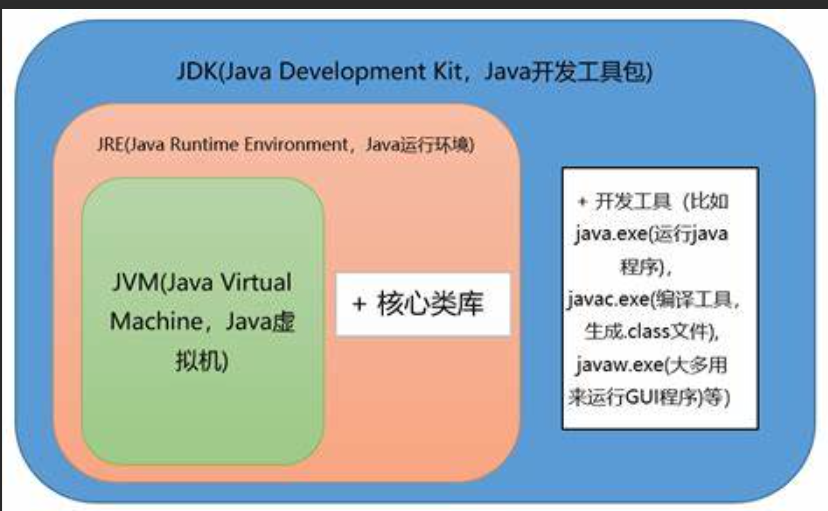 JDK(Java Development Kit，Java开发工具包)
JRE(Java Runtime Environment，Java运行环境)
JVM(Java Virtual
Machine，Java虚
拟机)
+ 核心类库
+ 开发工具（比如
java.exe(运行java
程序)，
javac.exe(编译工具，
生成.class文件),
javaw.exe(大多用
来运行GUI程序)等）